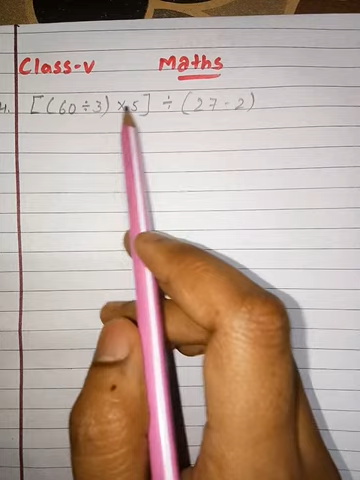 Class-v Maths
4. [(60÷3)×5] ÷ (27-2)